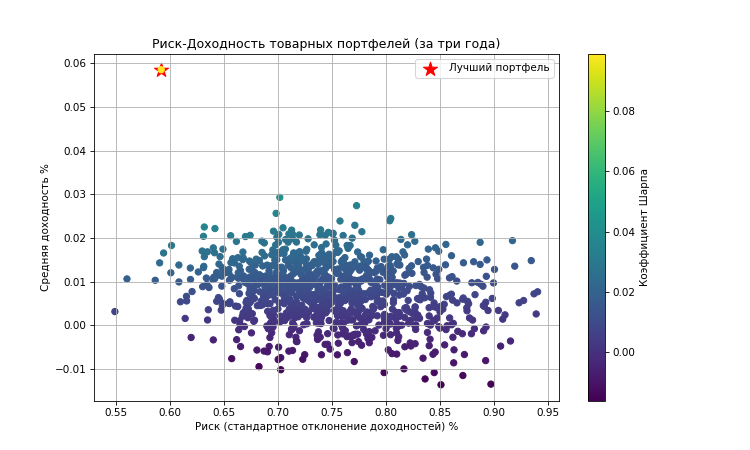 Риск-Доходность товарных портфелей (за три года)
Лучший портфель
Средняя доходность %
0.06
0.05
0.04
0.03
0.02
0.01
0.00
−0.01
0.55 0.60 0.65 0.70 0.75 0.80 0.85 0.90 0.95
Риск (стандартное отклонение доходностей) %
0.08
0.06
0.04
0.02
0.00
Коэффициент Шарпа